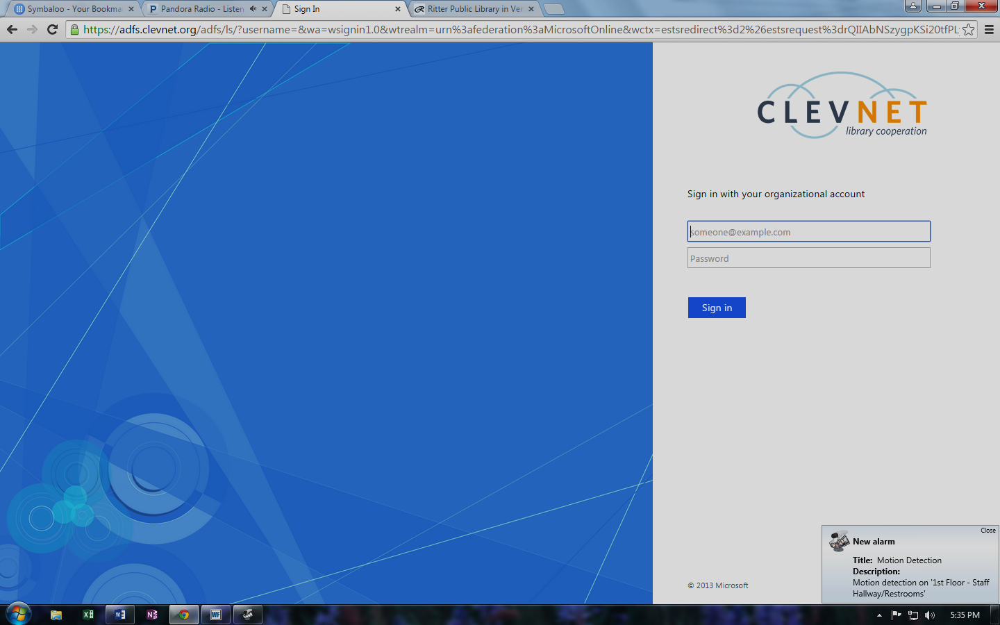 Symbaloo - Your Bookma
Pandora Radio - Listen
Sign In
Ritter Public Library in Ver
https://adfs.clevnet.org/adfs/ls/?username=&wa=wsignin1.0&wtrealm=urn%3afederation%3aMicrosoftOnline&wctx=estsredirect%3d2%26estsrequest%3drQIIAbNSzygpKSi20tfPL
CLEVNET
library cooperation
Sign in with your organizational account
someone@example.com
Password
Sign in
© 2013 Microsoft
Close
New alarm
Title: Motion Detection
Description:
Motion detection on '1st Floor - Staff
Hallway/Restrooms'
5:35 PM